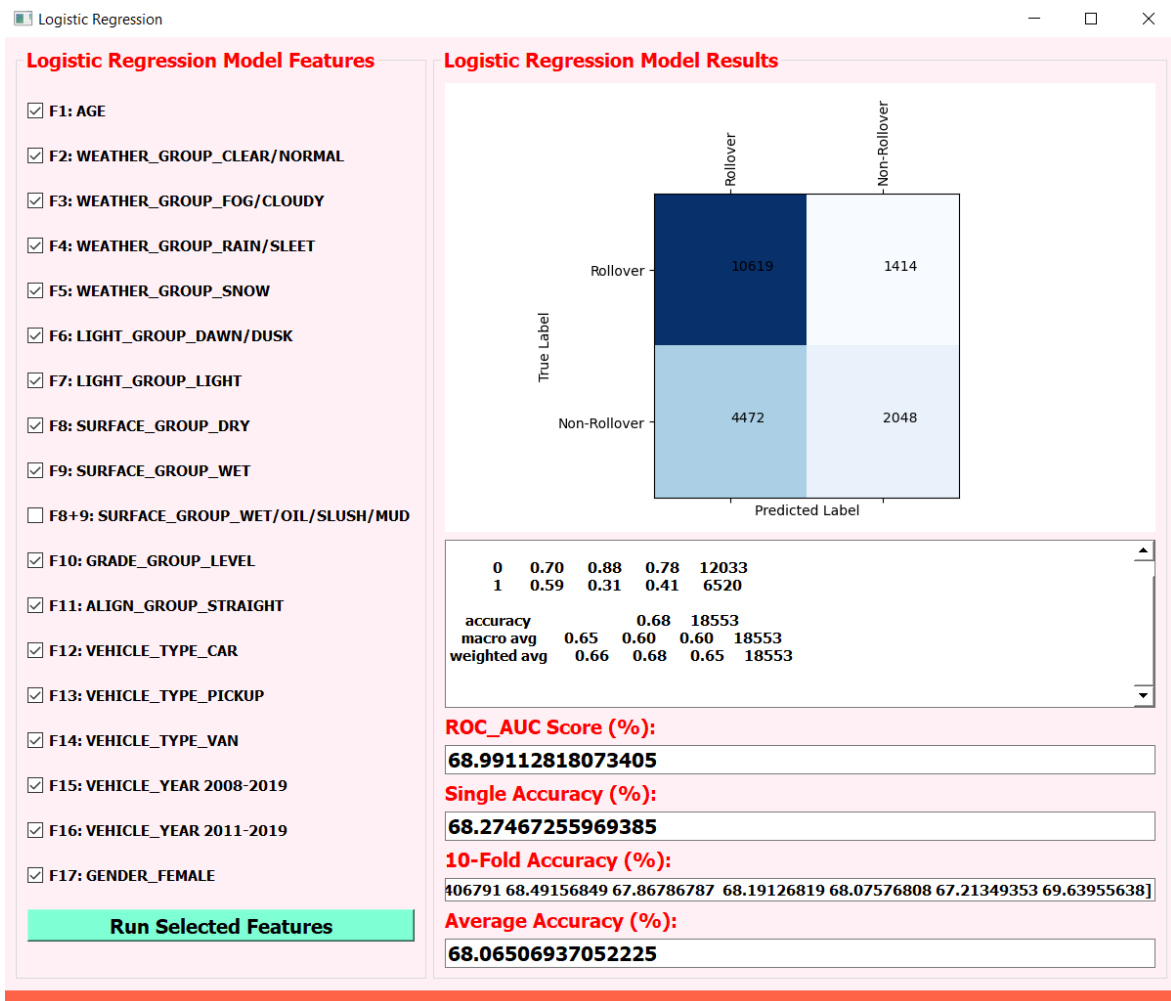 Logistic Regression
Logistic Regression Model Features
F1: AGE
F2: WEATHER_GROUP_CLEAR/NORMAL
F3: WEATHER_GROUP_FOG/CLOUDY
F4: WEATHER_GROUP_RAIN/SLEET
F5: WEATHER_GROUP_SNOW
F6: LIGHT_GROUP_DAWN/DUSK
F7: LIGHT_GROUP_LIGHT
F8: SURFACE_GROUP_DRY
F9: SURFACE_GROUP_WET
F8+9: SURFACE_GROUP_WET/OIL/SLUSH/MUD
F10: GRADE_GROUP_LEVEL
F11: ALIGN_GROUP_STRAIGHT
F12: VEHICLE_TYPE_CAR
F13: VEHICLE_TYPE_PICKUP
F14: VEHICLE_TYPE_VAN
F15: VEHICLE_YEAR 2008-2019
F16: VEHICLE_YEAR 2011-2019
F17: GENDER_FEMALE
Run Selected Features
Logistic Regression Model Results
Rollover
Non-Rollover
True Label
Rollover
10619 1414
Non-Rollover
4472 2048
Predicted Label
0 0.70 0.88 0.78 12033
1 0.59 0.31 0.41 6520
accuracy 0.68 18553
macro avg 0.65 0.60 0.60 18553
weighted avg 0.66 0.68 0.65 18553
ROC_AUC Score (%):
68.99112818073405
Single Accuracy (%):
68.27467255969385
10-Fold Accuracy (%):
406791 68.49156849 67.86786787 68.19126819 68.07576808 67.21349353 69.63955638]
Average Accuracy (%):
68.06506937052225